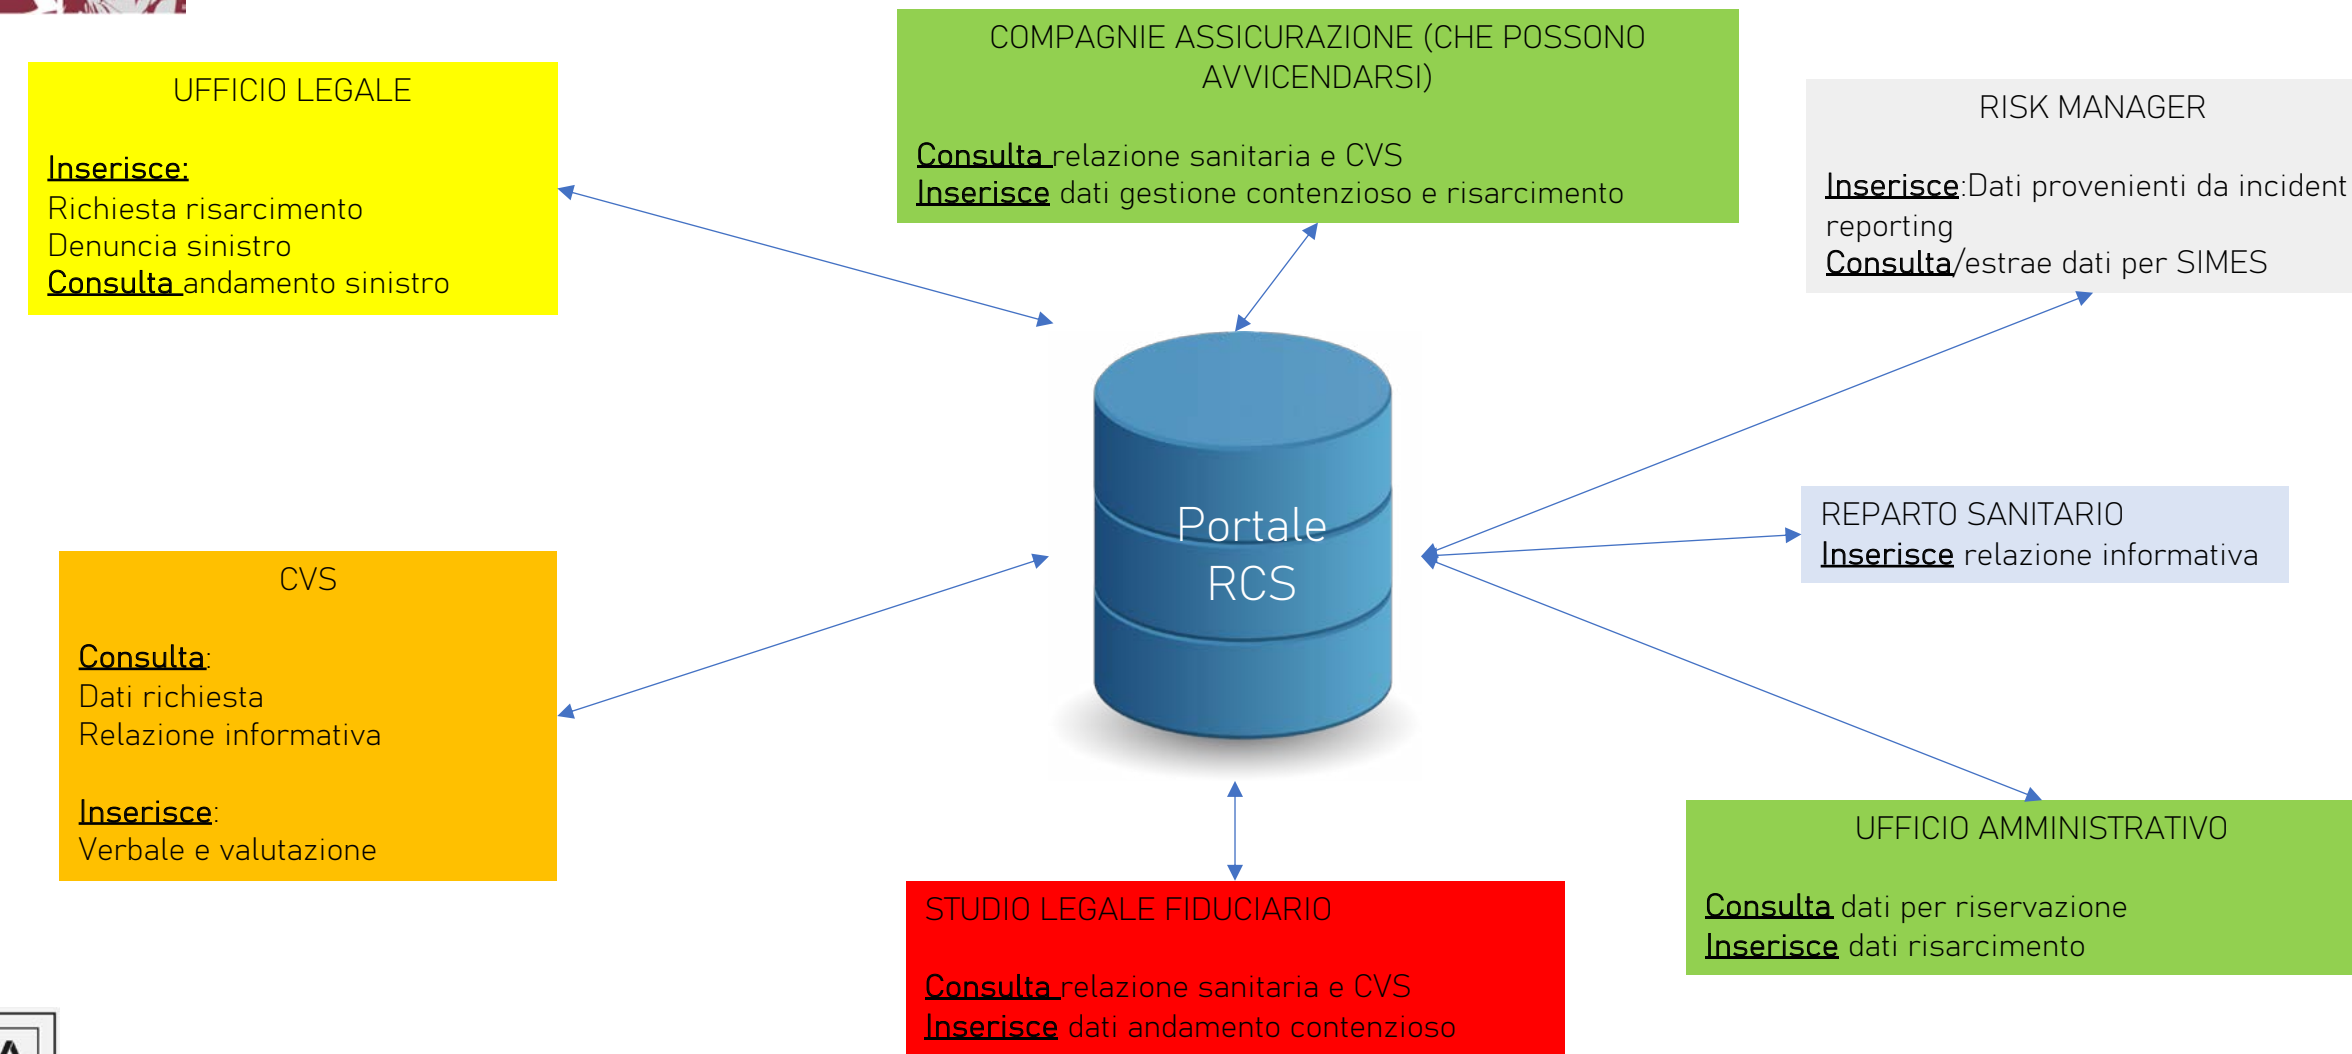 UFFICIO LEGALE
Inserisce:
Richiesta risarcimento
Denuncia sinistro
Consulta andamento sinistro
COMPAGNIE ASSICURAZIONE (CHE POSSONO
AVVICENDARSI)
Consulta relazione sanitaria e CVS
Inserisce dati gestione contenzioso e risarcimento
RISK MANAGER
Inserisce:Dati provenienti da incident
reporting
Consulta/estrae dati per SIMES
Portale
RCS
REPARTO SANITARIO
Inserisce relazione informativa
CVS
Consulta:
Dati richiesta
Relazione informativa
Inserisce:
Verbale e valutazione
STUDIO LEGALE FIDUCIARIO
Consulta relazione sanitaria e CVS
Inserisce dati andamento contenzioso
UFFICIO AMMINISTRATIVO
Consulta dati per riservazione
Inserisce dati risarcimento